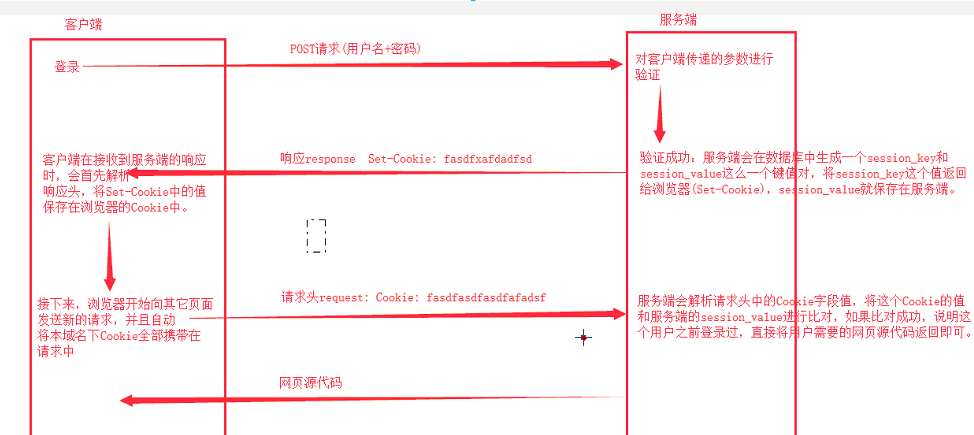 客户端
服务端
POST请求(用户名+密码)
登录
对客户端传递的参数进行
验证
响应response Set-Cookie: fasdfxafdadfsd
客户端在接收到服务端的响应
时，会首先解析
响应头，将Set-Cookie中的值
保存在浏览器的Cookie中。
验证成功：服务端会在数据库中生成一个session_key和
session_value这么一个键值对，将session_key这个值返回
给浏览器(Set-Cookie)，session_value就保存在服务端。
接下来，浏览器开始向其它页面
发送新的请求，并且自动
将本域名下Cookie全部携带在
请求中
请求头request: Cookie: fasdfasdfasdfafadsf
服务端会解析请求头中的Cookie字段值，将这个Cookie的值
和服务端的session_value进行比对，如果比对成功，说明这
个用户之前登录过，直接将用户需要的网页源代码返回即可。
网页源代码